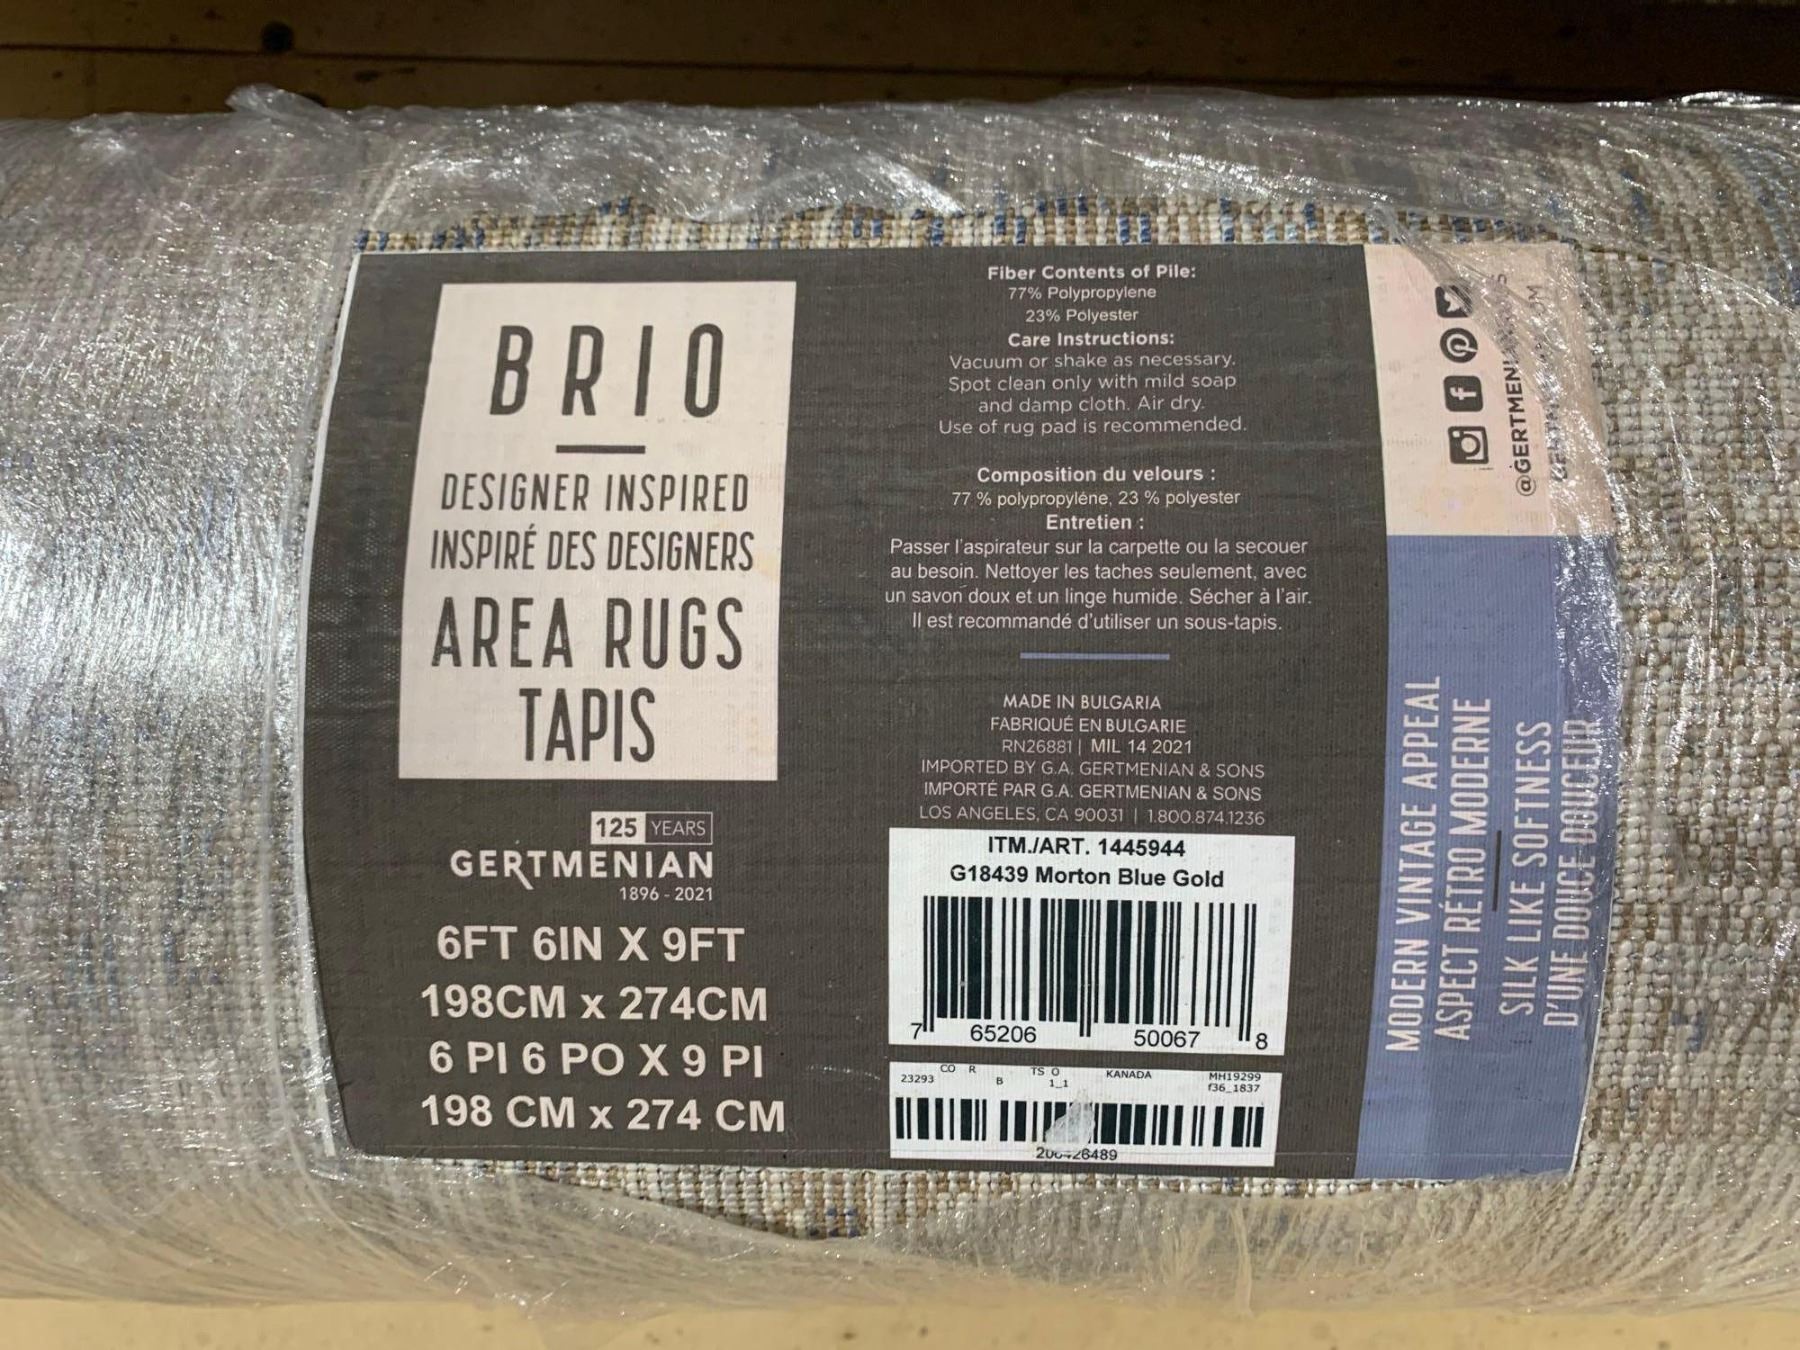 BRIO
DESIGNER INSPIRED
INSPIRÉ DES DESIGNERS
AREA RUGS
TAPIS
125 YEARS
GERTMENIAN
1896 - 2021
6FT 6IN X 9FT
198CM x 274CM
6 PI 6 PO X 9 PI
198 CM x 274 CM
Fiber Contents of Pile:
77% Polypropylene
23% Polyester
Care Instructions:
Vacuum or shake as necessary.
Spot clean only with mild soap
and damp cloth. Air dry.
Use of rug pad is recommended.
Composition du velours :
77 % polypropyléne, 23 % polyester
Entretien :
Passer l'aspirateur sur la carpette ou la secouer
au besoin. Nettoyer les taches seulement, avec
un savon doux et un linge humide. Sécher à l'air.
Il est recommandé d'utiliser un sous-tapis.
MADE IN BULGARIA
FABRIQUÉ EN BULGARIE
RN26881 | MIL 14 2021
IMPORTED BY G.A. GERTMENIAN & SONS
IMPORTÉ PAR G.A. GERTMENIAN & SONS
LOS ANGELES, CA 90031 | 1.800.874.1236
ITM./ART. 1445944
G18439 Morton Blue Gold
7 65206 50067 8
23293 CO R B TS O 1_1 KANADA MH19299
f36_1837
MODERN VINTAGE APPEAL
ASPECT RÉTRO MODERNE
SILK LIKE SOFTNESS
D'UNE DOUCE DOUCEUR